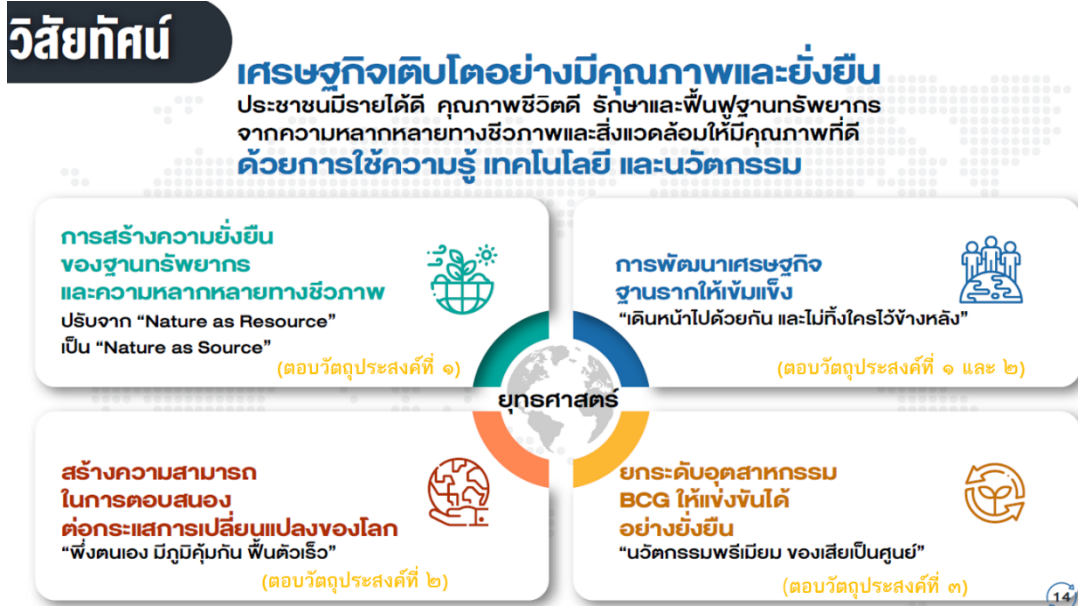 วิสัยทัศน์
เศรษฐกิจเติบโตอย่างมีคุณภาพและยั่งยืน
ประชาชนมีรายได้ดี คุณภาพชีวิตดี รักษาและฟื้นฟูฐานทรัพยากร
จากความหลากหลายทางชีวภาพและสิ่งแวดล้อมให้มีคุณภาพที่ดี
ด้วยการใช้ความรู้ เทคโนโลยี และนวัตกรรม
การสร้างความยั่งยืน
ของฐานทรัพยากร
และความหลากหลายทางชีวภาพ
ปรับจาก “Nature as Resource”
เป็น “Nature as Source”
(ตอบวัตถุประสงค์ที่ ๑)
การพัฒนาเศรษฐกิจ
ฐานรากให้เข้มแข็ง
“เดินหน้าไปด้วยกัน และไม่ทิ้งใครไว้ข้างหลัง”
(ตอบวัตถุประสงค์ที่ ๑ และ ๒)
ยุทธศาสตร์
สร้างความสามารถ
ในการตอบสนอง
ต่อกระแสการเปลี่ยนแปลงของโลก
“พึ่งตนเอง มีภูมิคุ้มกัน ฟื้นตัวเร็ว”
(ตอบวัตถุประสงค์ที่ ๒)
ยกระดับอุตสาหกรรม
BCG ให้แข่งขันได้
อย่างยั่งยืน
“นวัตกรรมพรีเมียม ของเสียเป็นศูนย์”
(ตอบวัตถุประสงค์ที่ ๓)
14